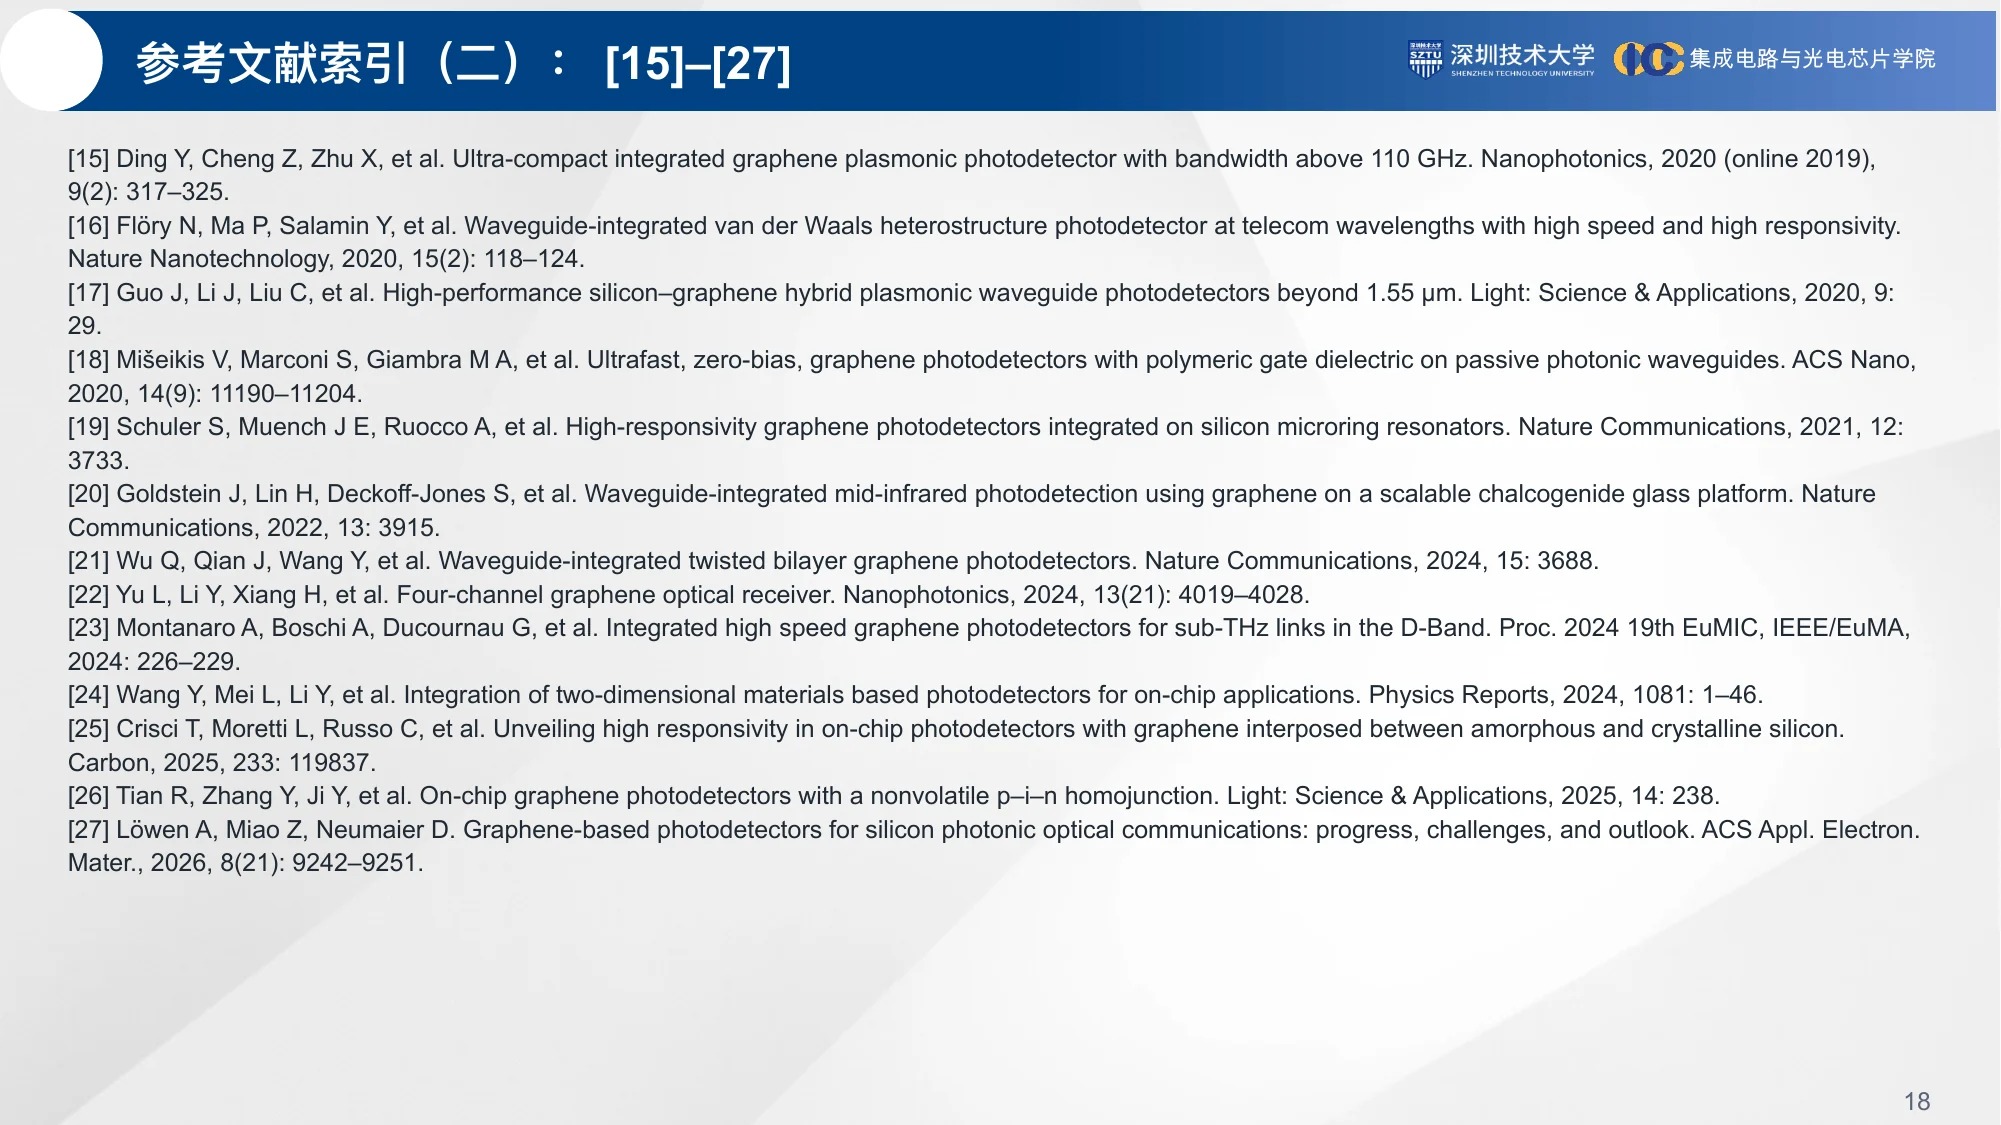 参考文献索引（二）： [15]–[27]
SZTU
深圳技术大学
SHENZHEN TECHNOLOGY UNIVERSITY
集成电路与光电芯片学院
[15] Ding Y, Cheng Z, Zhu X, et al. Ultra-compact integrated graphene plasmonic photodetector with bandwidth above 110 GHz. Nanophotonics, 2020 (online 2019),
9(2): 317–325.
[16] Flöry N, Ma P, Salamin Y, et al. Waveguide-integrated van der Waals heterostructure photodetector at telecom wavelengths with high speed and high responsivity.
Nature Nanotechnology, 2020, 15(2): 118–124.
[17] Guo J, Li J, Liu C, et al. High-performance silicon–graphene hybrid plasmonic waveguide photodetectors beyond 1.55 μm. Light: Science & Applications, 2020, 9:
29.
[18] Mišeikis V, Marconi S, Giambra M A, et al. Ultrafast, zero-bias, graphene photodetectors with polymeric gate dielectric on passive photonic waveguides. ACS Nano,
2020, 14(9): 11190–11204.
[19] Schuler S, Muench J E, Ruocco A, et al. High-responsivity graphene photodetectors integrated on silicon microring resonators. Nature Communications, 2021, 12:
3733.
[20] Goldstein J, Lin H, Deckoff-Jones S, et al. Waveguide-integrated mid-infrared photodetection using graphene on a scalable chalcogenide glass platform. Nature
Communications, 2022, 13: 3915.
[21] Wu Q, Qian J, Wang Y, et al. Waveguide-integrated twisted bilayer graphene photodetectors. Nature Communications, 2024, 15: 3688.
[22] Yu L, Li Y, Xiang H, et al. Four-channel graphene optical receiver. Nanophotonics, 2024, 13(21): 4019–4028.
[23] Montanaro A, Boschi A, Ducournau G, et al. Integrated high speed graphene photodetectors for sub-THz links in the D-Band. Proc. 2024 19th EuMIC, IEEE/EuMA,
2024: 226–229.
[24] Wang Y, Mei L, Li Y, et al. Integration of two-dimensional materials based photodetectors for on-chip applications. Physics Reports, 2024, 1081: 1–46.
[25] Crisci T, Moretti L, Russo C, et al. Unveiling high responsivity in on-chip photodetectors with graphene interposed between amorphous and crystalline silicon.
Carbon, 2025, 233: 119837.
[26] Tian R, Zhang Y, Ji Y, et al. On-chip graphene photodetectors with a nonvolatile p–i–n homojunction. Light: Science & Applications, 2025, 14: 238.
[27] Löwen A, Miao Z, Neumaier D. Graphene-based photodetectors for silicon photonic optical communications: progress, challenges, and outlook. ACS Appl. Electron.
Mater., 2026, 8(21): 9242–9251.
18